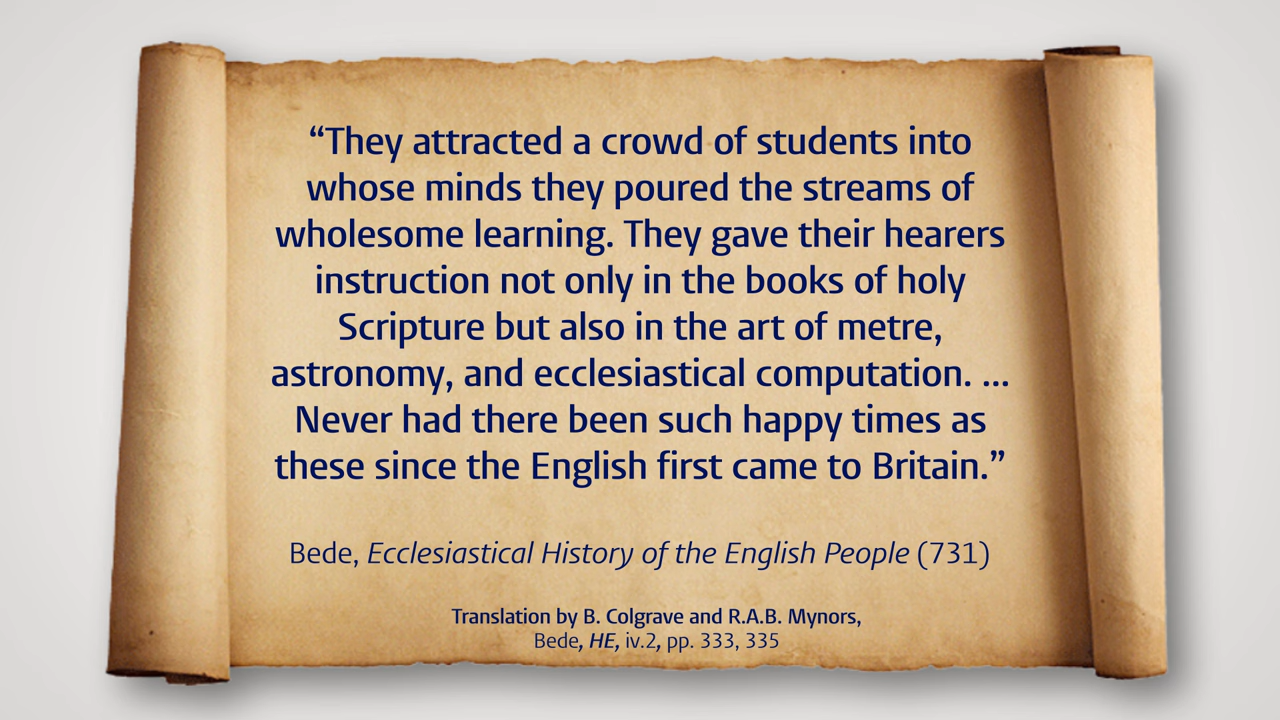 “They attracted a crowd of students into
whose minds they poured the streams of
wholesome learning. They gave their hearers
instruction not only in the books of holy
Scripture but also in the art of metre,
astronomy, and ecclesiastical computation. ...
Never had there been such happy times as
these since the English first came to Britain.”
Bede, Ecclesiastical History of the English People (731)
Translation by B. Colgrave and R.A.B. Mynors,
Bede, HE, iv.2, pp. 333, 335